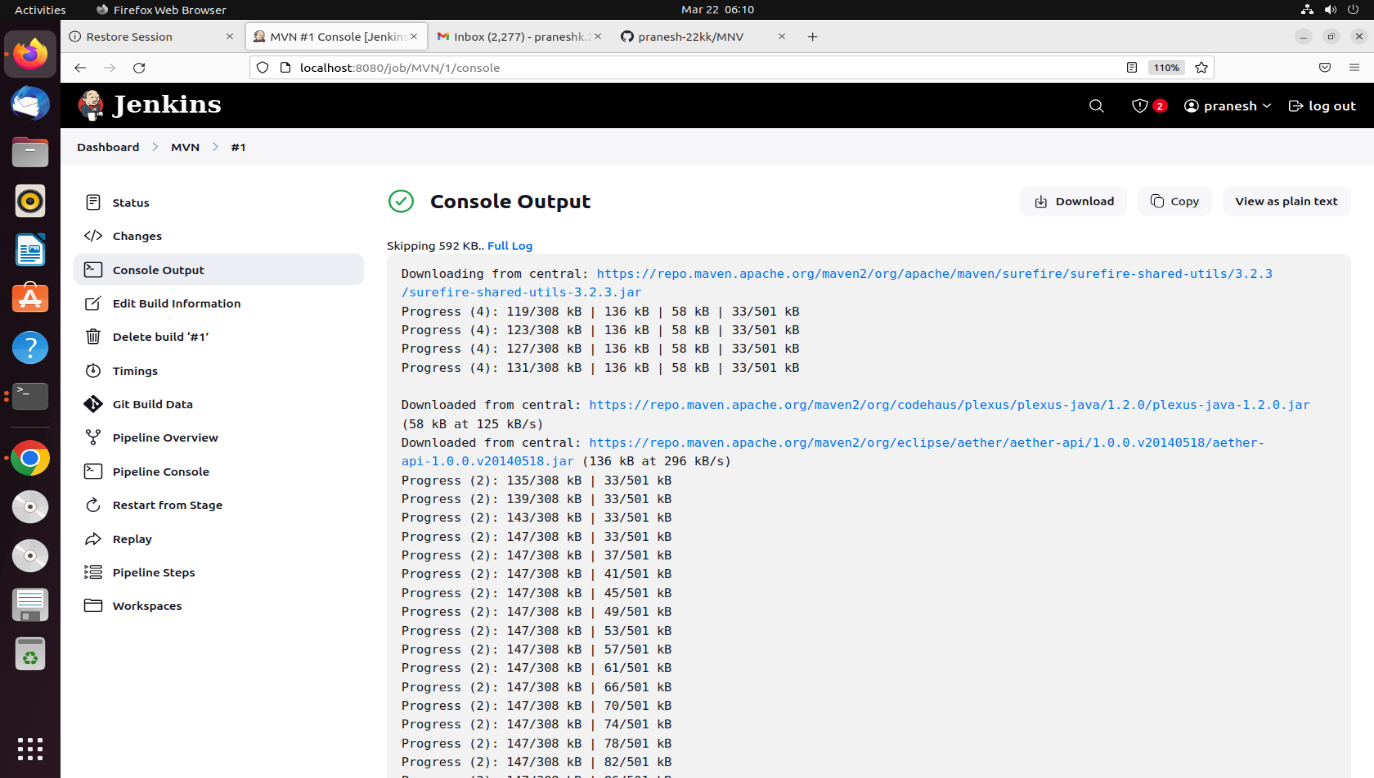 Activities
Firefox Web Browser
Mar 22 06:10
Restore Session
MVN #1 Console [Jenkins
Inbox (2,277) - praneshk.2
pranesh-22kk/MNV
localhost:8080/job/MVN/1/console
110%
Jenkins
2
pranesh
log out
Dashboard
MVN
#1
Status
Changes
Console Output
Edit Build Information
Delete build ‘#1’
Timings
Git Build Data
Pipeline Overview
Pipeline Console
Restart from Stage
Replay
Pipeline Steps
Workspaces
Console Output
Download
Copy
View as plain text
Skipping 592 KB.. Full Log
Downloading from central: https://repo.maven.apache.org/maven2/org/apache/maven/surefire/surefire-shared-utils/3.2.3
/surefire-shared-utils-3.2.3.jar
Progress (4): 119/308 kB | 136 kB | 58 kB | 33/501 kB
Progress (4): 123/308 kB | 136 kB | 58 kB | 33/501 kB
Progress (4): 127/308 kB | 136 kB | 58 kB | 33/501 kB
Progress (4): 131/308 kB | 136 kB | 58 kB | 33/501 kB
Downloaded from central: https://repo.maven.apache.org/maven2/org/codehaus/plexus/plexus-java/1.2.0/plexus-java-1.2.0.jar
(58 kB at 125 kB/s)
Downloaded from central: https://repo.maven.apache.org/maven2/org/eclipse/aether/aether-api/1.0.0.v20140518/aether-
api-1.0.0.v20140518.jar (136 kB at 296 kB/s)
Progress (2): 135/308 kB | 33/501 kB
Progress (2): 139/308 kB | 33/501 kB
Progress (2): 143/308 kB | 33/501 kB
Progress (2): 147/308 kB | 33/501 kB
Progress (2): 147/308 kB | 37/501 kB
Progress (2): 147/308 kB | 41/501 kB
Progress (2): 147/308 kB | 45/501 kB
Progress (2): 147/308 kB | 49/501 kB
Progress (2): 147/308 kB | 53/501 kB
Progress (2): 147/308 kB | 57/501 kB
Progress (2): 147/308 kB | 61/501 kB
Progress (2): 147/308 kB | 66/501 kB
Progress (2): 147/308 kB | 70/501 kB
Progress (2): 147/308 kB | 74/501 kB
Progress (2): 147/308 kB | 78/501 kB
Progress (2): 147/308 kB | 82/501 kB